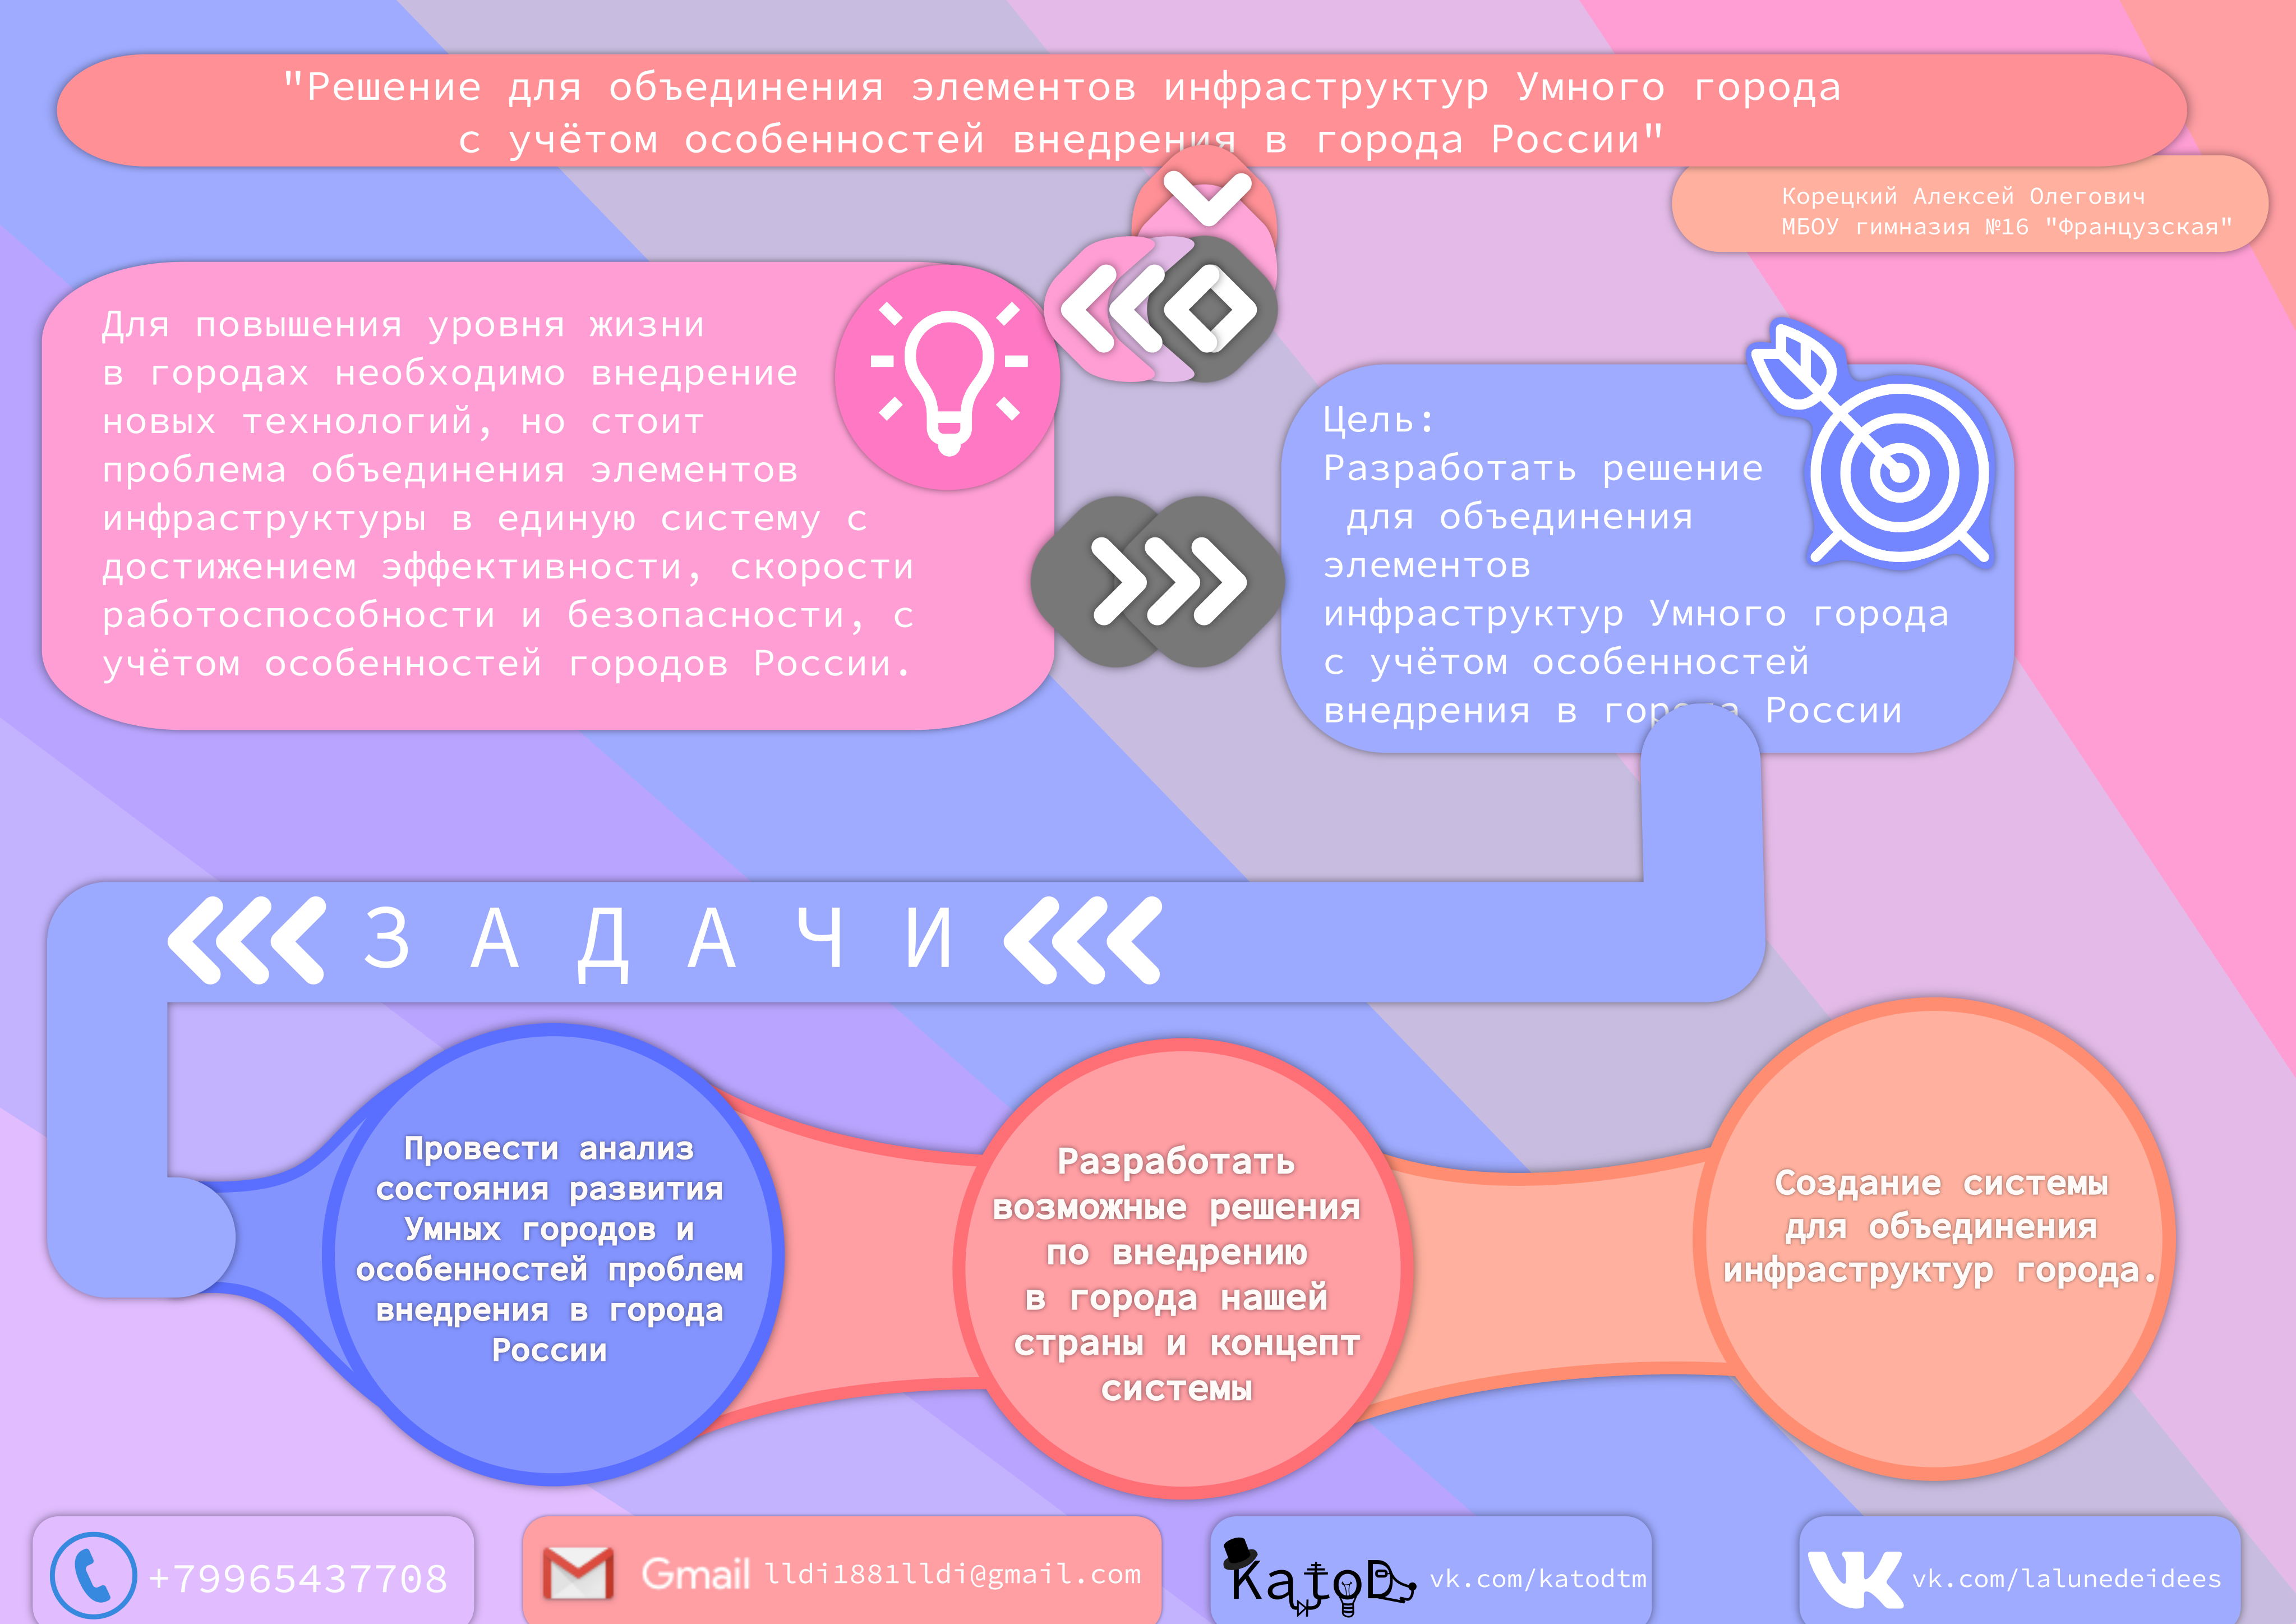 "Решение для объединения элементов инфраструктур Умного города
с учётом особенностей внедрения в города России"
Корецкий Алексей Олегович
МБОУ гимназия №16 "Французская"
Для повышения уровня жизни
в городах необходимо внедрение
новых технологий, но стоит
проблема объединения элементов
инфраструктуры в единую систему с
достижением эффективности, скорости
работоспособности и безопасности, с
учётом особенностей городов России.
Цель:
Разработать решение
для объединения
элементов
инфраструктур Умного города
с учётом особенностей
внедрения в города России
ЗАДАЧИ
Провести анализ
состояния развития
Умных городов и
особенностей проблем
внедрения в города
России
Разработать
возможные решения
по внедрению
в города нашей
страны и концепт
системы
Создание системы
для объединения
инфраструктур города.
+79965437708
Gmail lldi1881lldi@gmail.com
KatoD vk.com/katodtm
VK vk.com/lalunedeidees